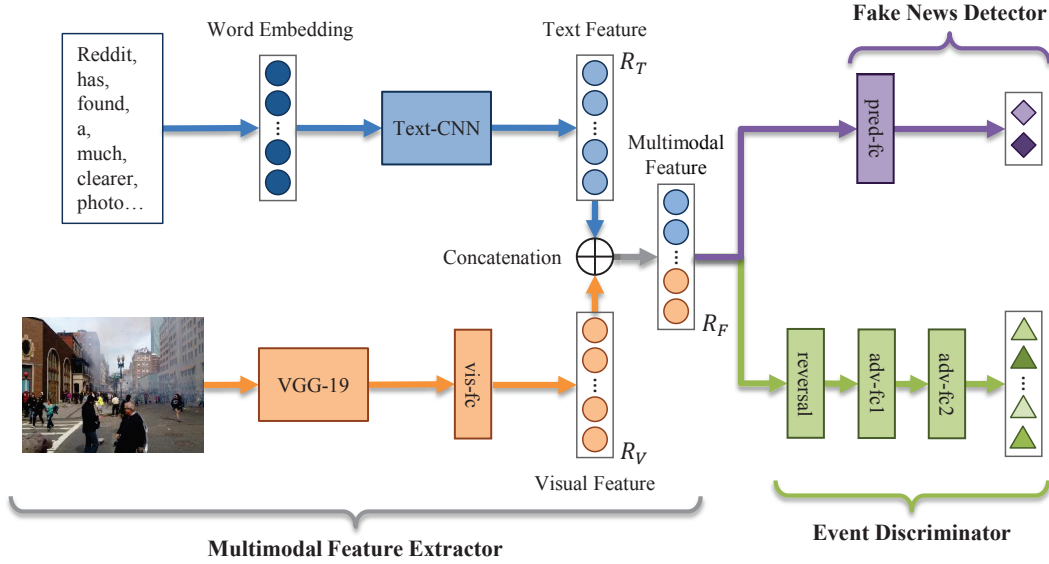 Fake News Detector
Word Embedding
Text Feature
Reddit,
has,
found,
a,
much,
clearer,
photo…
Text-CNN
R_T
pred-fc
Multimodal
Feature
Concatenation
R_F
VGG-19
vis-fc
reversal
adv-fc1
adv-fc2
R_V
Visual Feature
Event Discriminator
Multimodal Feature Extractor